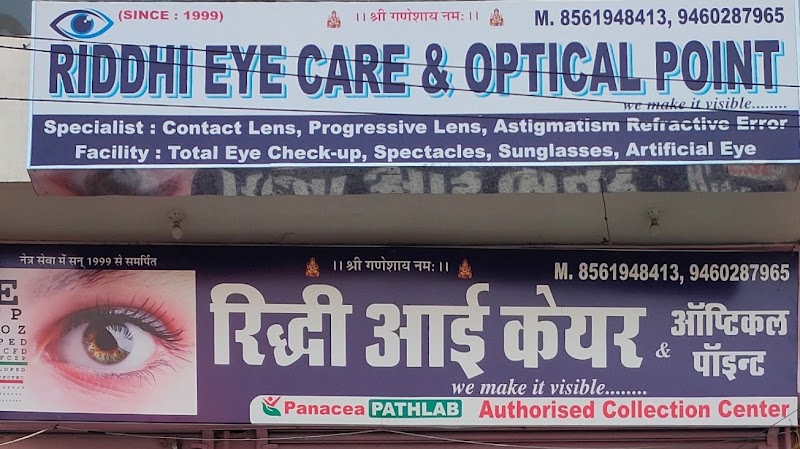 (SINCE : 1999)
।। श्री गणेशाय नमः ।।
M. 8561948413, 9460287965
RIDDHI EYE CARE & OPTICAL POINT
we make it visible........
Specialist : Contact Lens, Progressive Lens, Astigmatism Refractive Error
Facility : Total Eye Check-up, Spectacles, Sunglasses, Artificial Eye
नेत्र सेवा में सन् 1999 से समर्पित
।। श्री गणेशाय नमः ।।
M. 8561948413, 9460287965
रिद्धी आई केयर & ऑप्टिकल पॉइन्ट
we make it visible........
Panacea PATHLAB Authorised Collection Center